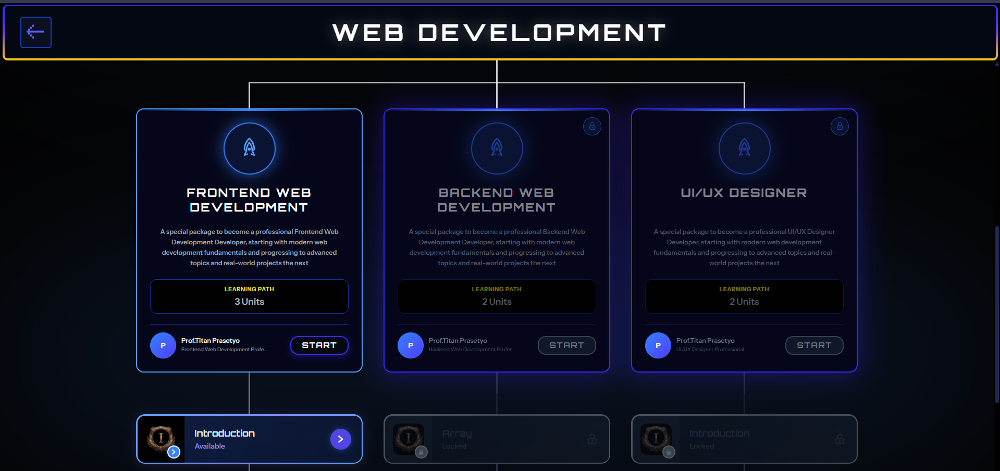 WEB DEVELOPMENT
FRONTEND WEB
DEVELOPMENT
A special package to become a professional Frontend Web
Development Developer, starting with modern web
development fundamentals and progressing to advanced
topics and real-world projects the next
LEARNING PATH
3 Units
P
Prof.Titan Prasetyo
Frontend Web Development Profe...
START
BACKEND WEB
DEVELOPMENT
A special package to become a professional Backend Web
Development Developer, starting with modern web
development fundamentals and progressing to advanced
topics and real-world projects the next
LEARNING PATH
2 Units
P
Prof.Titan Prasetyo
Backend Web Development Profes...
START
UI/UX DESIGNER
A special package to become a professional UI/UX Designer
Developer, starting with modern web development
fundamentals and progressing to advanced topics and real-
world projects the next
LEARNING PATH
2 Units
P
Prof.Titan Prasetyo
UI/UX Designer Professional
START
I
Introduction
Available
I
Array
Locked
I
Introduction
Locked